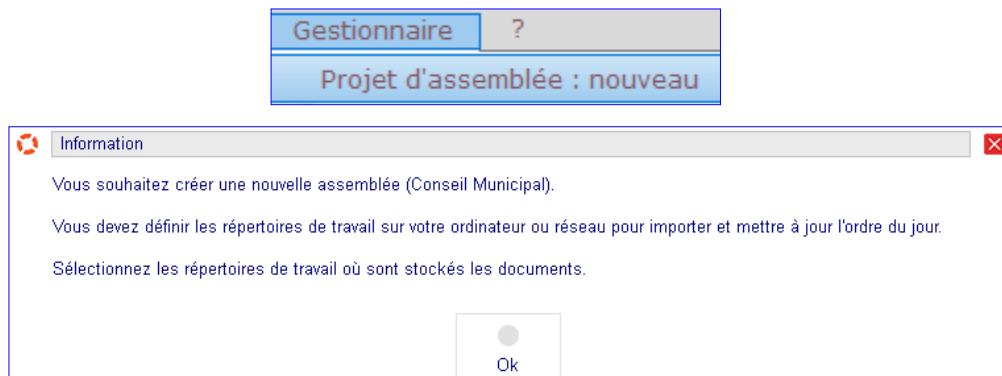 Gestionnaire ?
Projet d'assemblée : nouveau
Information
Vous souhaitez créer une nouvelle assemblée (Conseil Municipal).
Vous devez définir les répertoires de travail sur votre ordinateur ou réseau pour importer et mettre à jour l'ordre du jour.
Sélectionnez les répertoires de travail où sont stockés les documents.
Ok